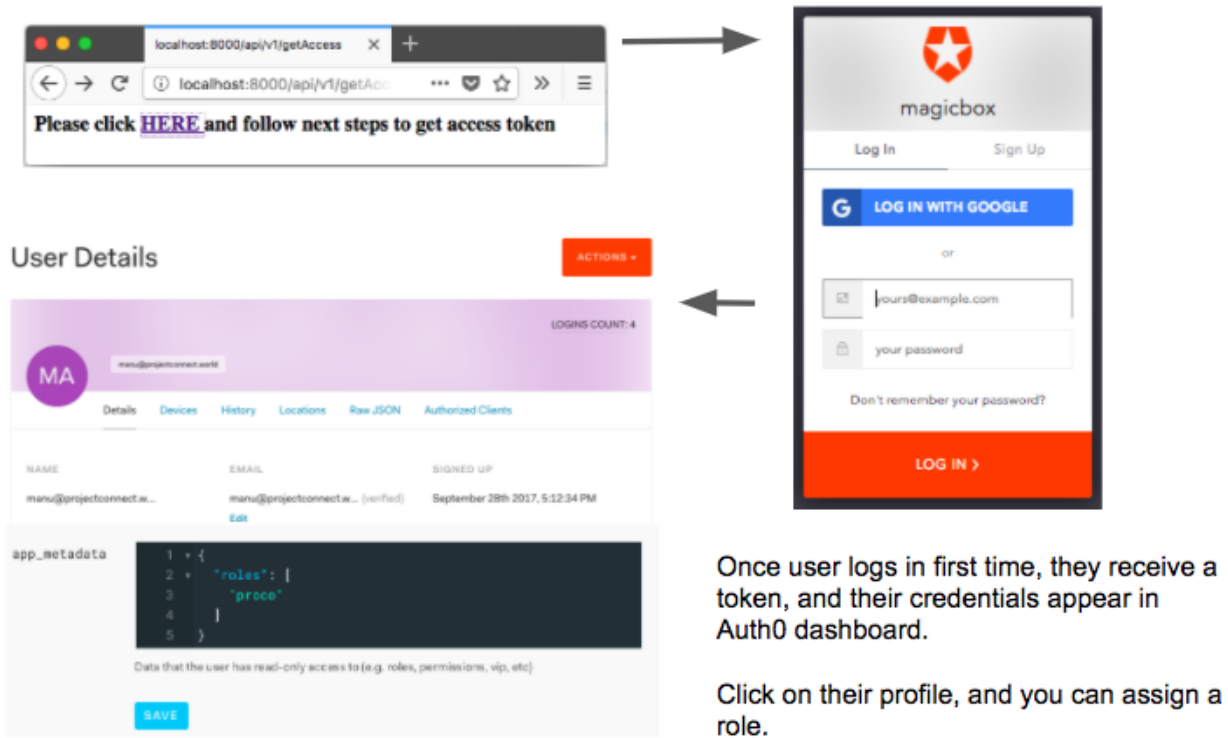 localhost:8000/api/v1/getAccess
localhost:8000/api/v1/getAcc
Please click HERE and follow next steps to get access token
magicbox
Log In Sign Up
G LOG IN WITH GOOGLE
or
yours@example.com
your password
Don't remember your password?
LOG IN >
User Details
ACTIONS
LOGINS COUNT: 4
MA
manu@projectconnect.world
Details Devices History Locations Raw JSON Authorized Clients
NAME EMAIL SIGNED UP
manu@projectconnect.w... manu@projectconnect.w... (verified) September 28th 2017, 5:12:34 PM
Edit
app_metadata
1 {
2 "roles": [
3 "proco"
4 ]
5 }
Data that the user has read-only access to (e.g. roles, permissions, vip, etc)
SAVE
Once user logs in first time, they receive a
token, and their credentials appear in
Auth0 dashboard.
Click on their profile, and you can assign a
role.